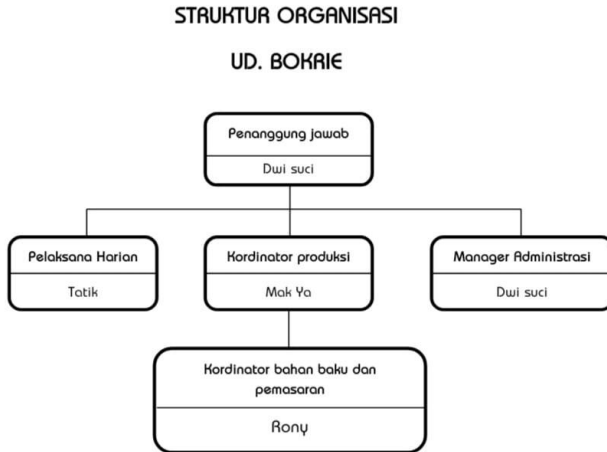 STRUKTUR ORGANISASI
UD. BOKRIE
Penanggung jawab
Dwi suci
Pelaksana Harian
Tatik
Kordinator produksi
Mak Ya
Manager Administrasi
Dwi suci
Kordinator bahan baku dan
pemasaran
Rony